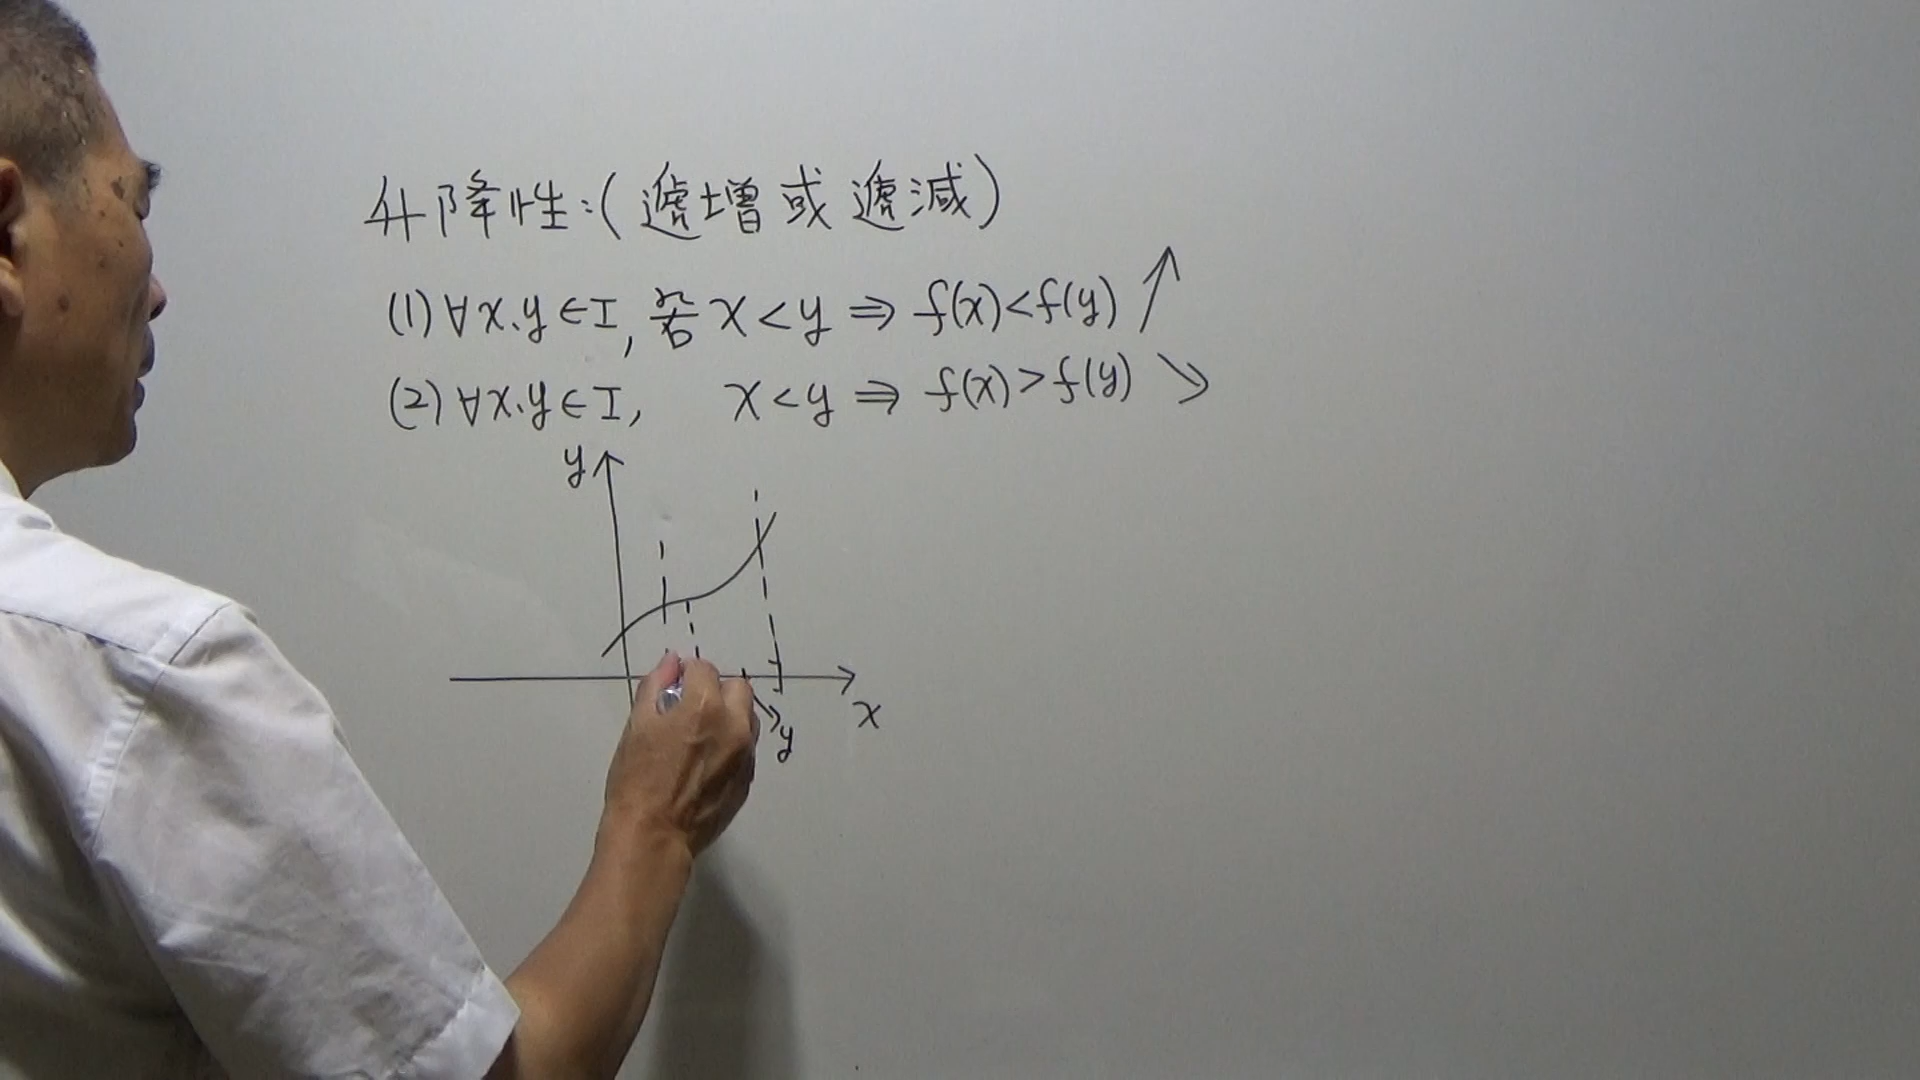 升降性:(遞增或遞減)
(1) ∀x、y∈I, 若 x<y ⇒ f(x)<f(y) ↗
(2) ∀x、y∈I, x<y ⇒ f(x)>f(y) ↘
y
x
y